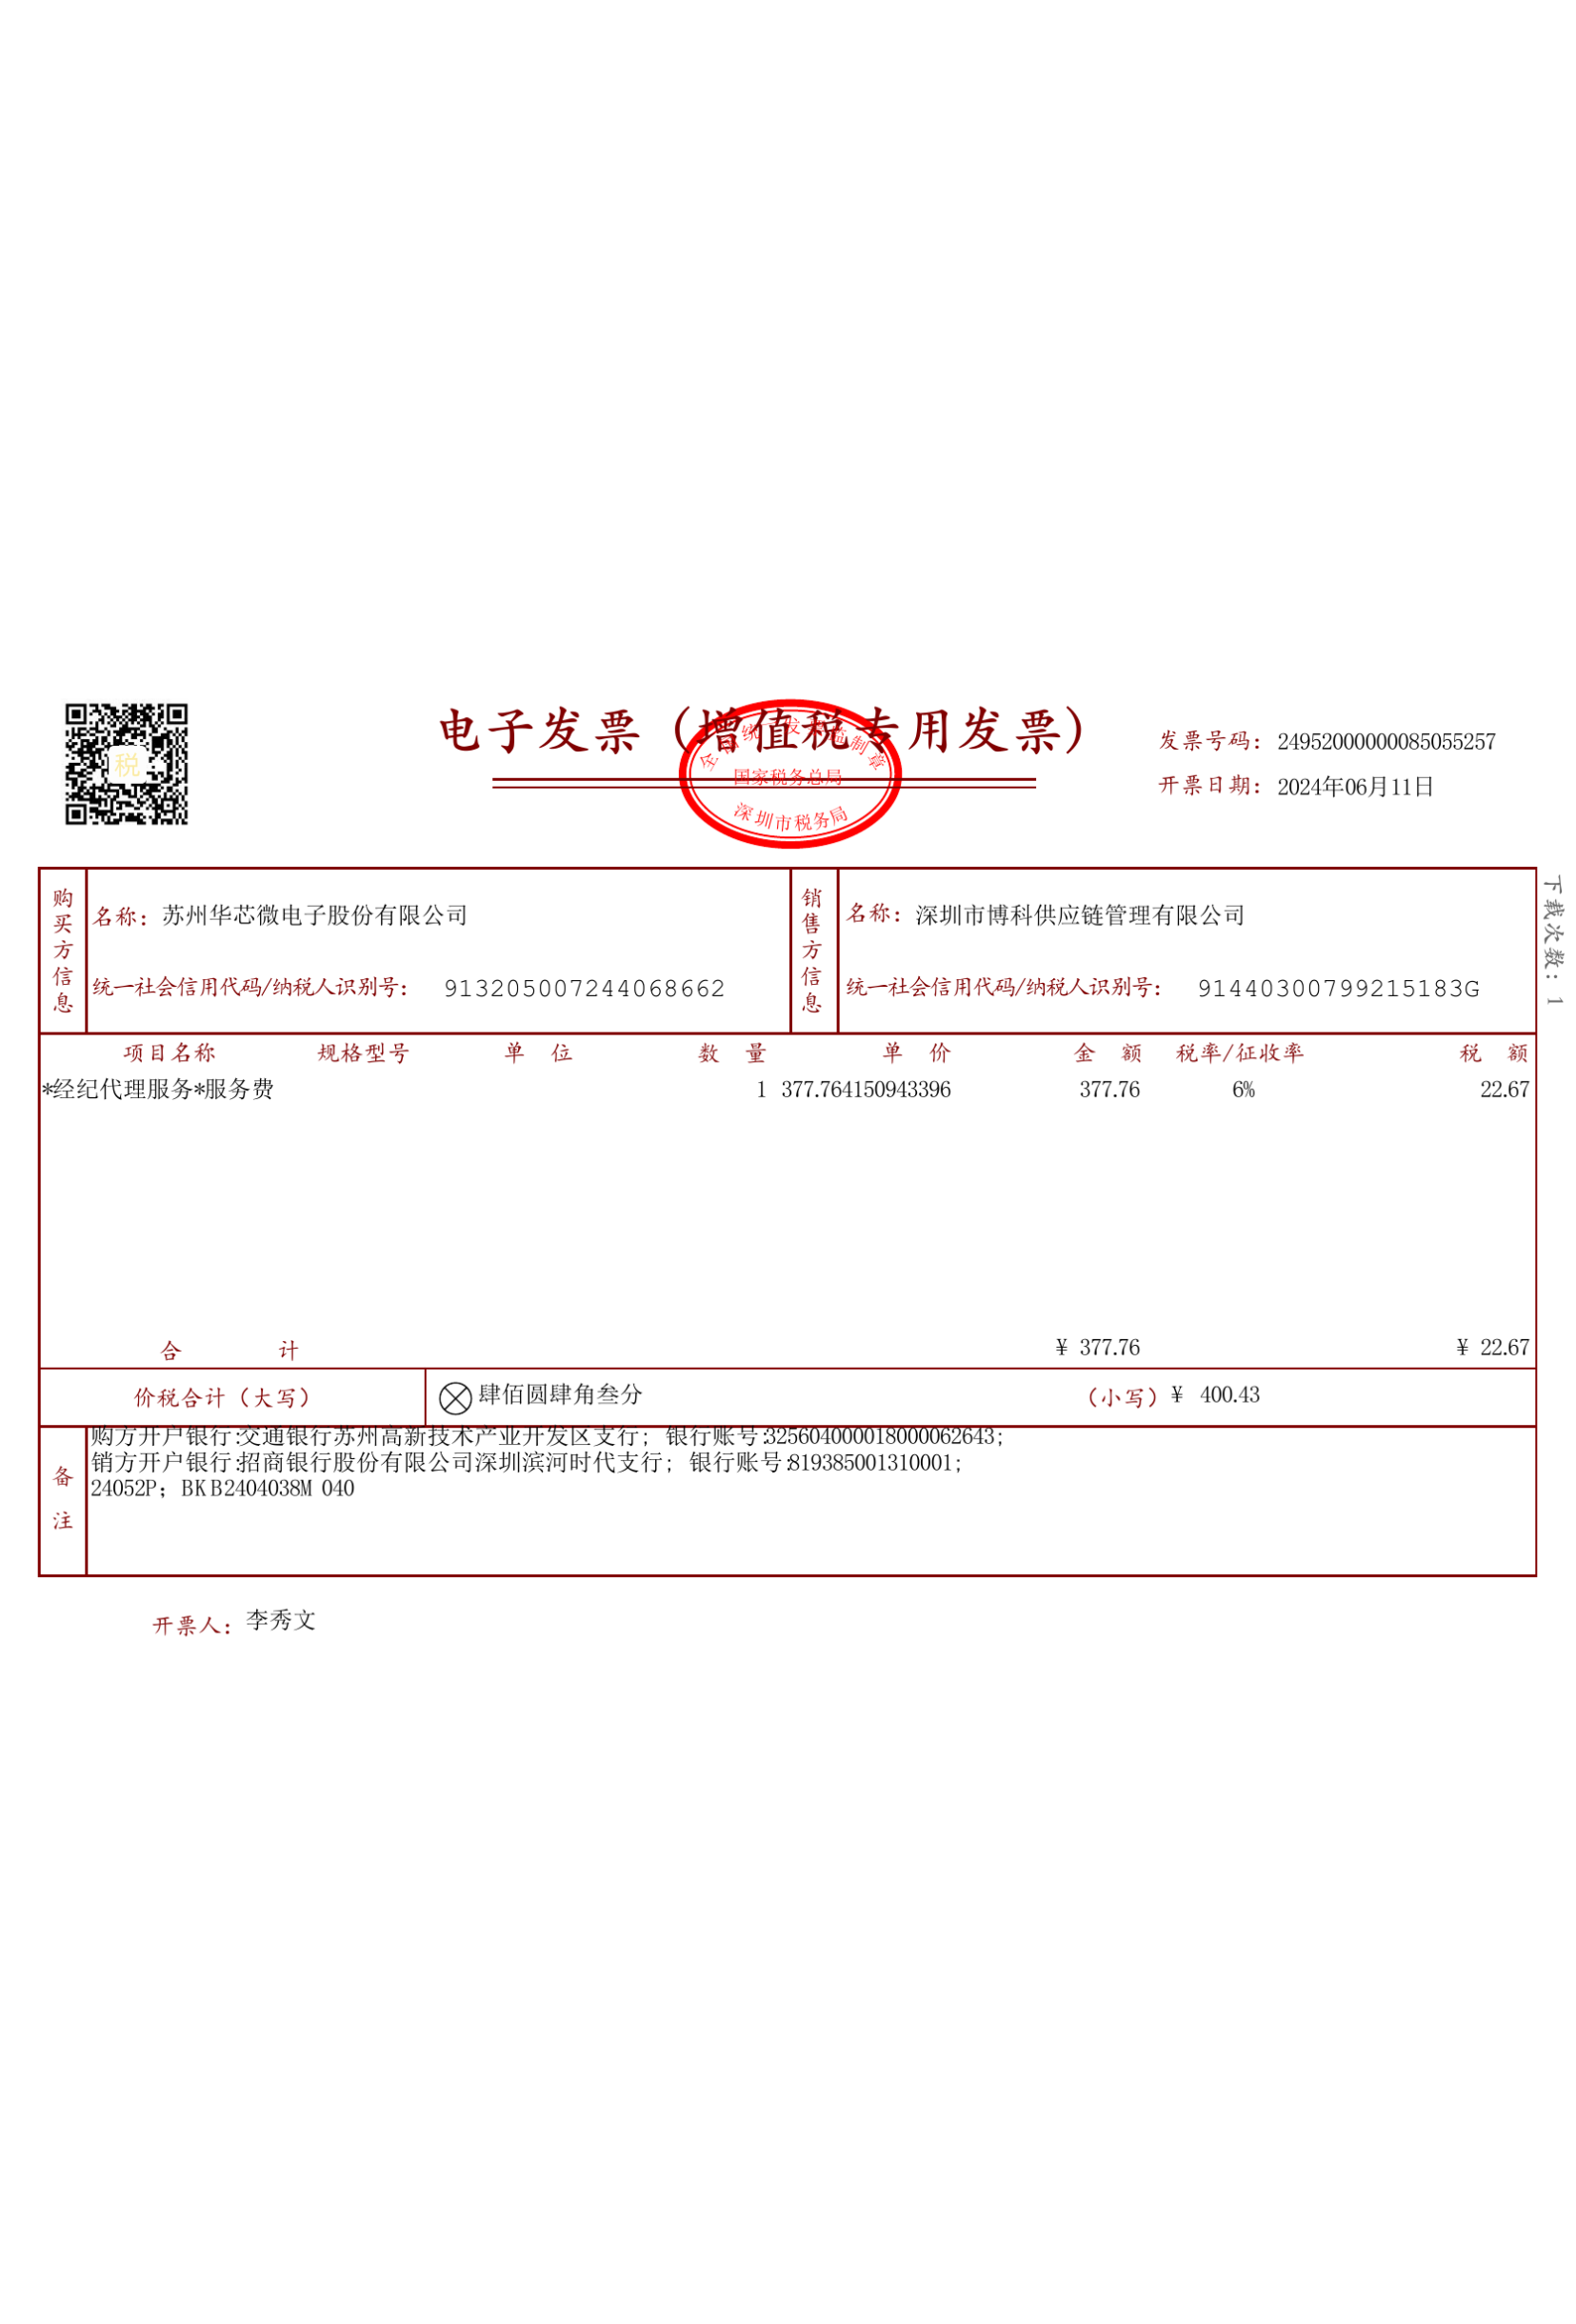 电子发票（增值税专用发票）
全国统一发票监制章
国家税务总局
深圳市税务局
税
发票号码：24952000000085055257
开票日期：2024年06月11日
下载次数：1
购买方信息
名称：苏州华芯微电子股份有限公司
统一社会信用代码/纳税人识别号：913205007244068662
销售方信息
名称：深圳市博科供应链管理有限公司
统一社会信用代码/纳税人识别号：91440300799215183G
项目名称 规格型号 单 位 数 量 单 价 金 额 税率/征收率 税 额
*经纪代理服务*服务费 1 377.764150943396 377.76 6% 22.67
合 计 ¥ 377.76 ¥ 22.67
价税合计（大写） 肆佰圆肆角叁分 （小写）¥ 400.43
备注
购方开户银行:交通银行苏州高新技术产业开发区支行; 银行账号:325604000018000062643;
销方开户银行:招商银行股份有限公司深圳滨河时代支行; 银行账号:819385001310001;
24052P; BKB2404038M 040
开票人：李秀文